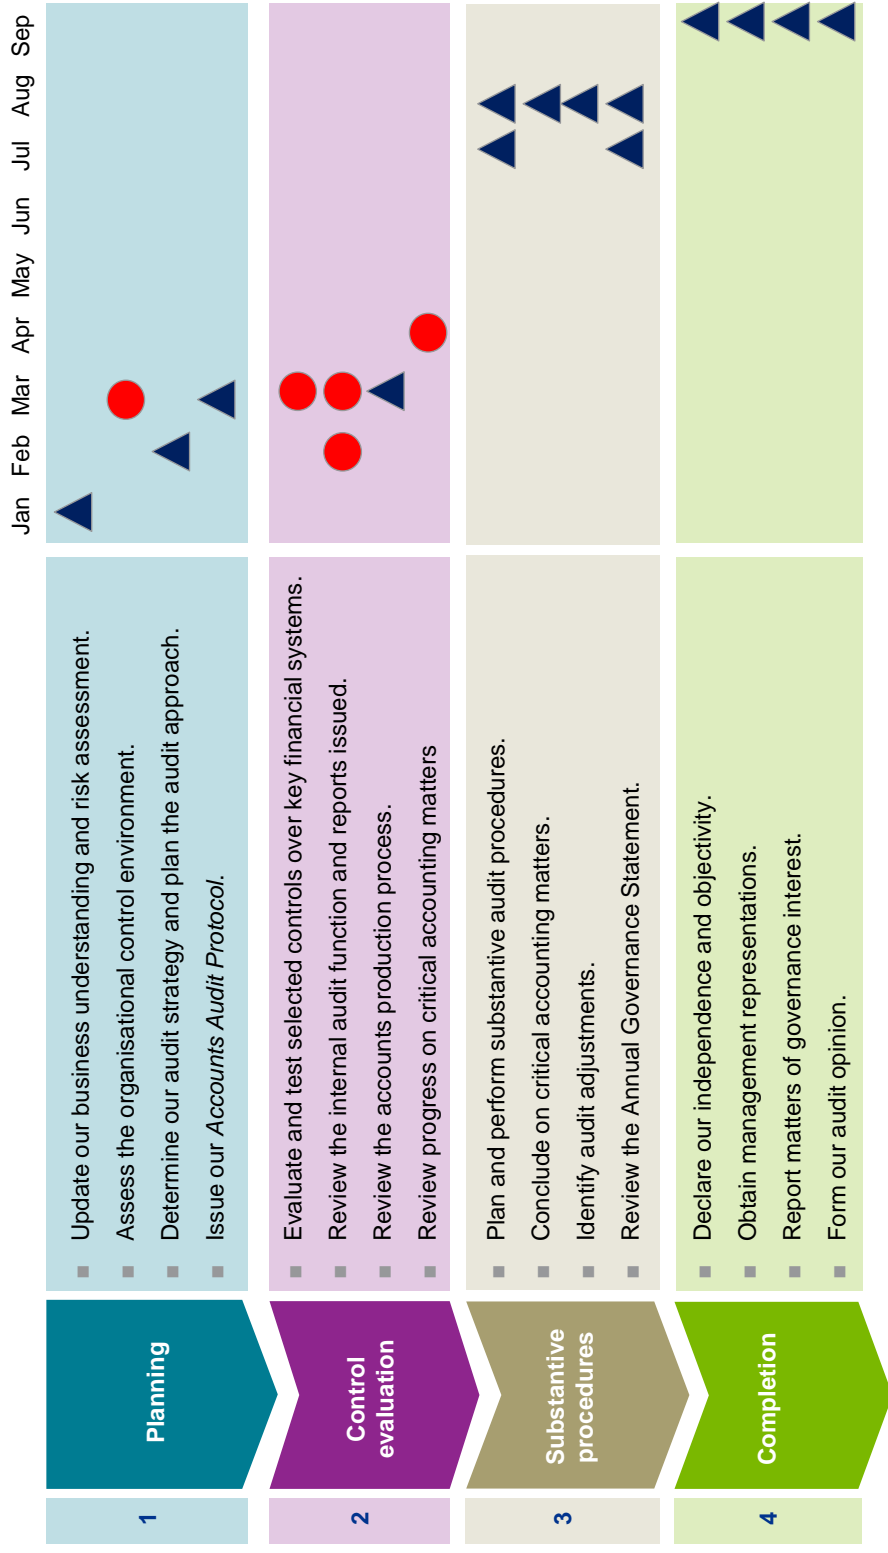 Jan Feb Mar Apr May Jun Jul Aug Sep
1
Planning
Update our business understanding and risk assessment.
Assess the organisational control environment.
Determine our audit strategy and plan the audit approach.
Issue our Accounts Audit Protocol.
2
Control
evaluation
Evaluate and test selected controls over key financial systems.
Review the internal audit function and reports issued.
Review the accounts production process.
Review progress on critical accounting matters
3
Substantive
procedures
Plan and perform substantive audit procedures.
Conclude on critical accounting matters.
Identify audit adjustments.
Review the Annual Governance Statement.
4
Completion
Declare our independence and objectivity.
Obtain management representations.
Report matters of governance interest.
Form our audit opinion.